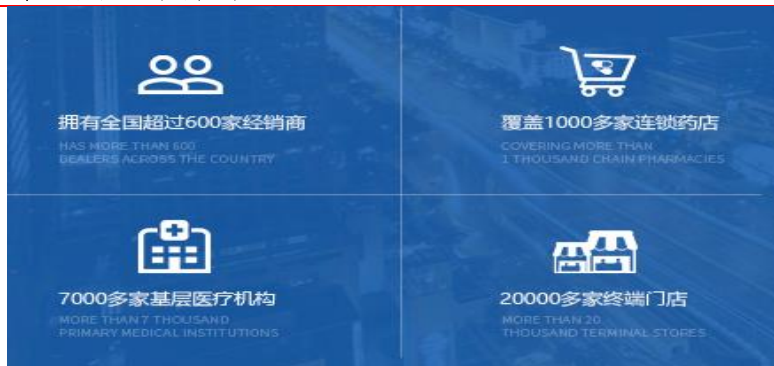 拥有全国超过600家经销商
HAS MORE THAN 600
DEALERS ACROSS THE COUNTRY
覆盖1000多家连锁药店
COVERING MORE THAN
1 THOUSAND CHAIN PHARMACIES
7000多家基层医疗机构
MORE THAN 7 THOUSAND
PRIMARY MEDICAL INSTITUTIONS
20000多家终端门店
MORE THAN 20
THOUSAND TERMINAL STORES